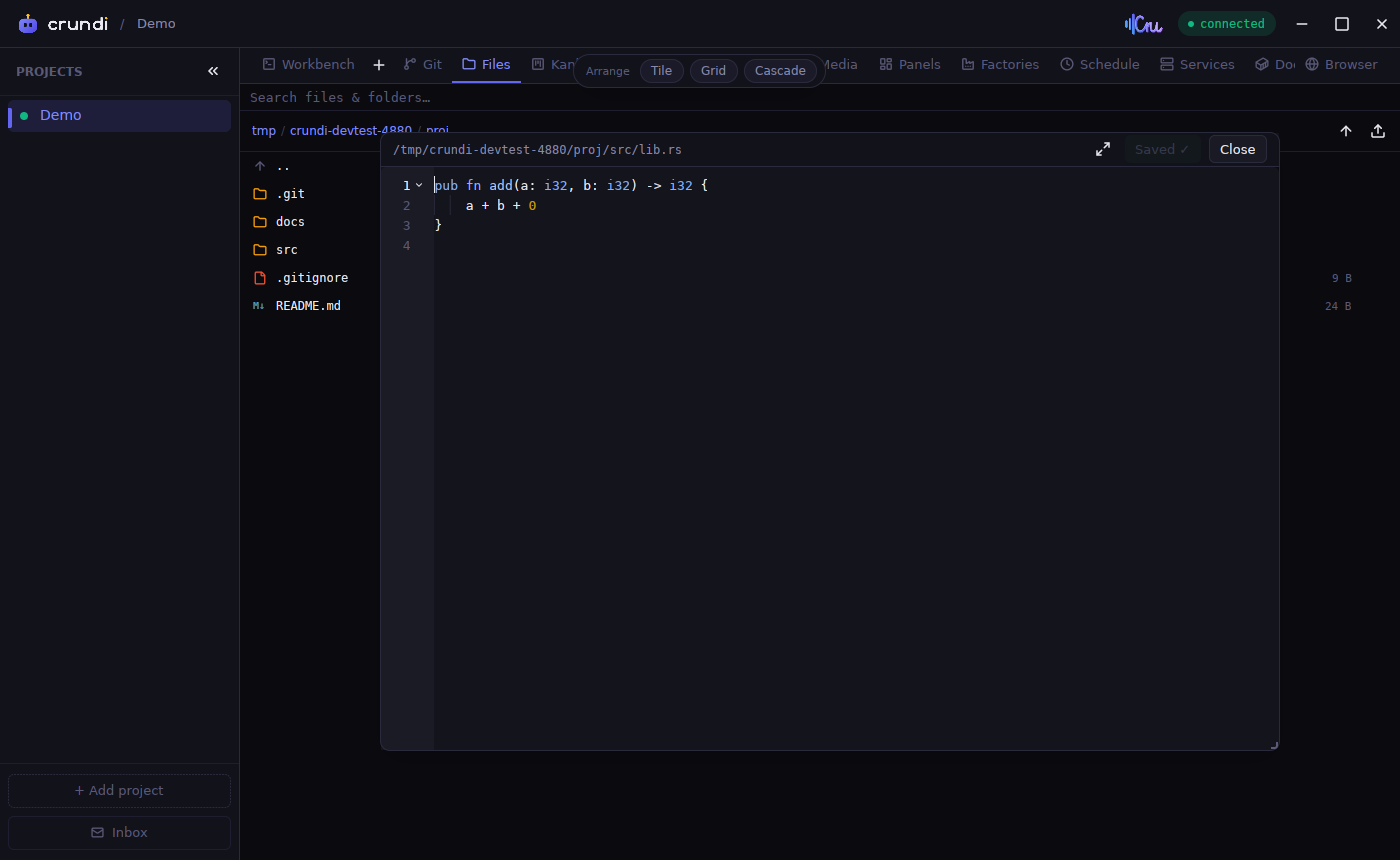 crundi / Demo
Cru
connected
PROJECTS
Workbench + Git Files Kan
Arrange Tile Grid Cascade
Media Panels Factories Schedule Services Doc Browser
Demo
Search files & folders…
tmp / crundi-devtest-4880 / proj
/tmp/crundi-devtest-4880/proj/src/lib.rs Saved ✓ Close
..
.git
docs
src
.gitignore 9 B
README.md 24 B
1 pub fn add(a: i32, b: i32) -> i32 {
2 a + b + 0
3 }
4
+ Add project
Inbox